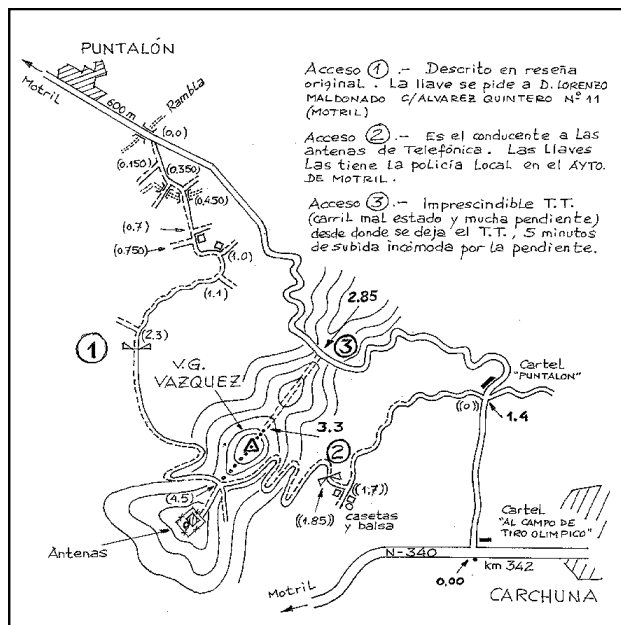 PUNTALÓN
Motril
600 m
Rambla
(0,0)
(0.150)
(0.350)
(0.450)
(0.7)
(0.750)
(1.0)
(1.1)
(2.3)
1
Acceso 1 .- Descrito en reseña
original. La llave se pide a D. LORENZO
MALDONADO C/ALVAREZ QUINTERO Nº 11
(MOTRIL)
Acceso 2 .- Es el conducente a las
antenas de Telefónica. Las llaves
las tiene la policía Local en el AYTO.
DE MOTRIL.
Acceso 3 .- Imprescindible T.T.
(carril mal estado y mucha pendiente)
desde donde se deja el T.T., 5 minutos
de subida incómoda por la pendiente.
2.85
3
V.G.
VAZQUEZ
3.3
2
Cartel
"PUNTALON"
((0))
1.4
(4.5)
((1.7))
((1.85))
casetas
y balsa
Antenas
Cartel
"AL CAMPO DE
TIRO OLIMPICO"
N-340
0,00
km 342
Motril
CARCHUNA